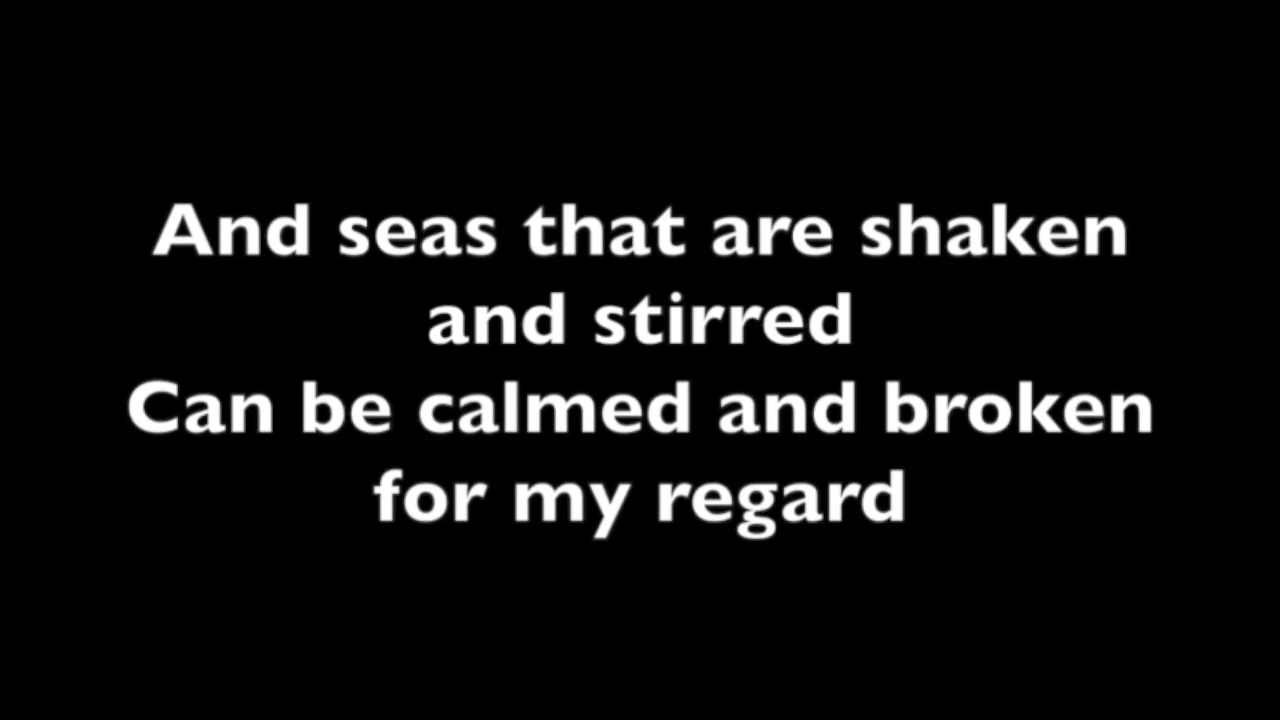 And seas that are shaken
and stirred
Can be calmed and broken
for my regard